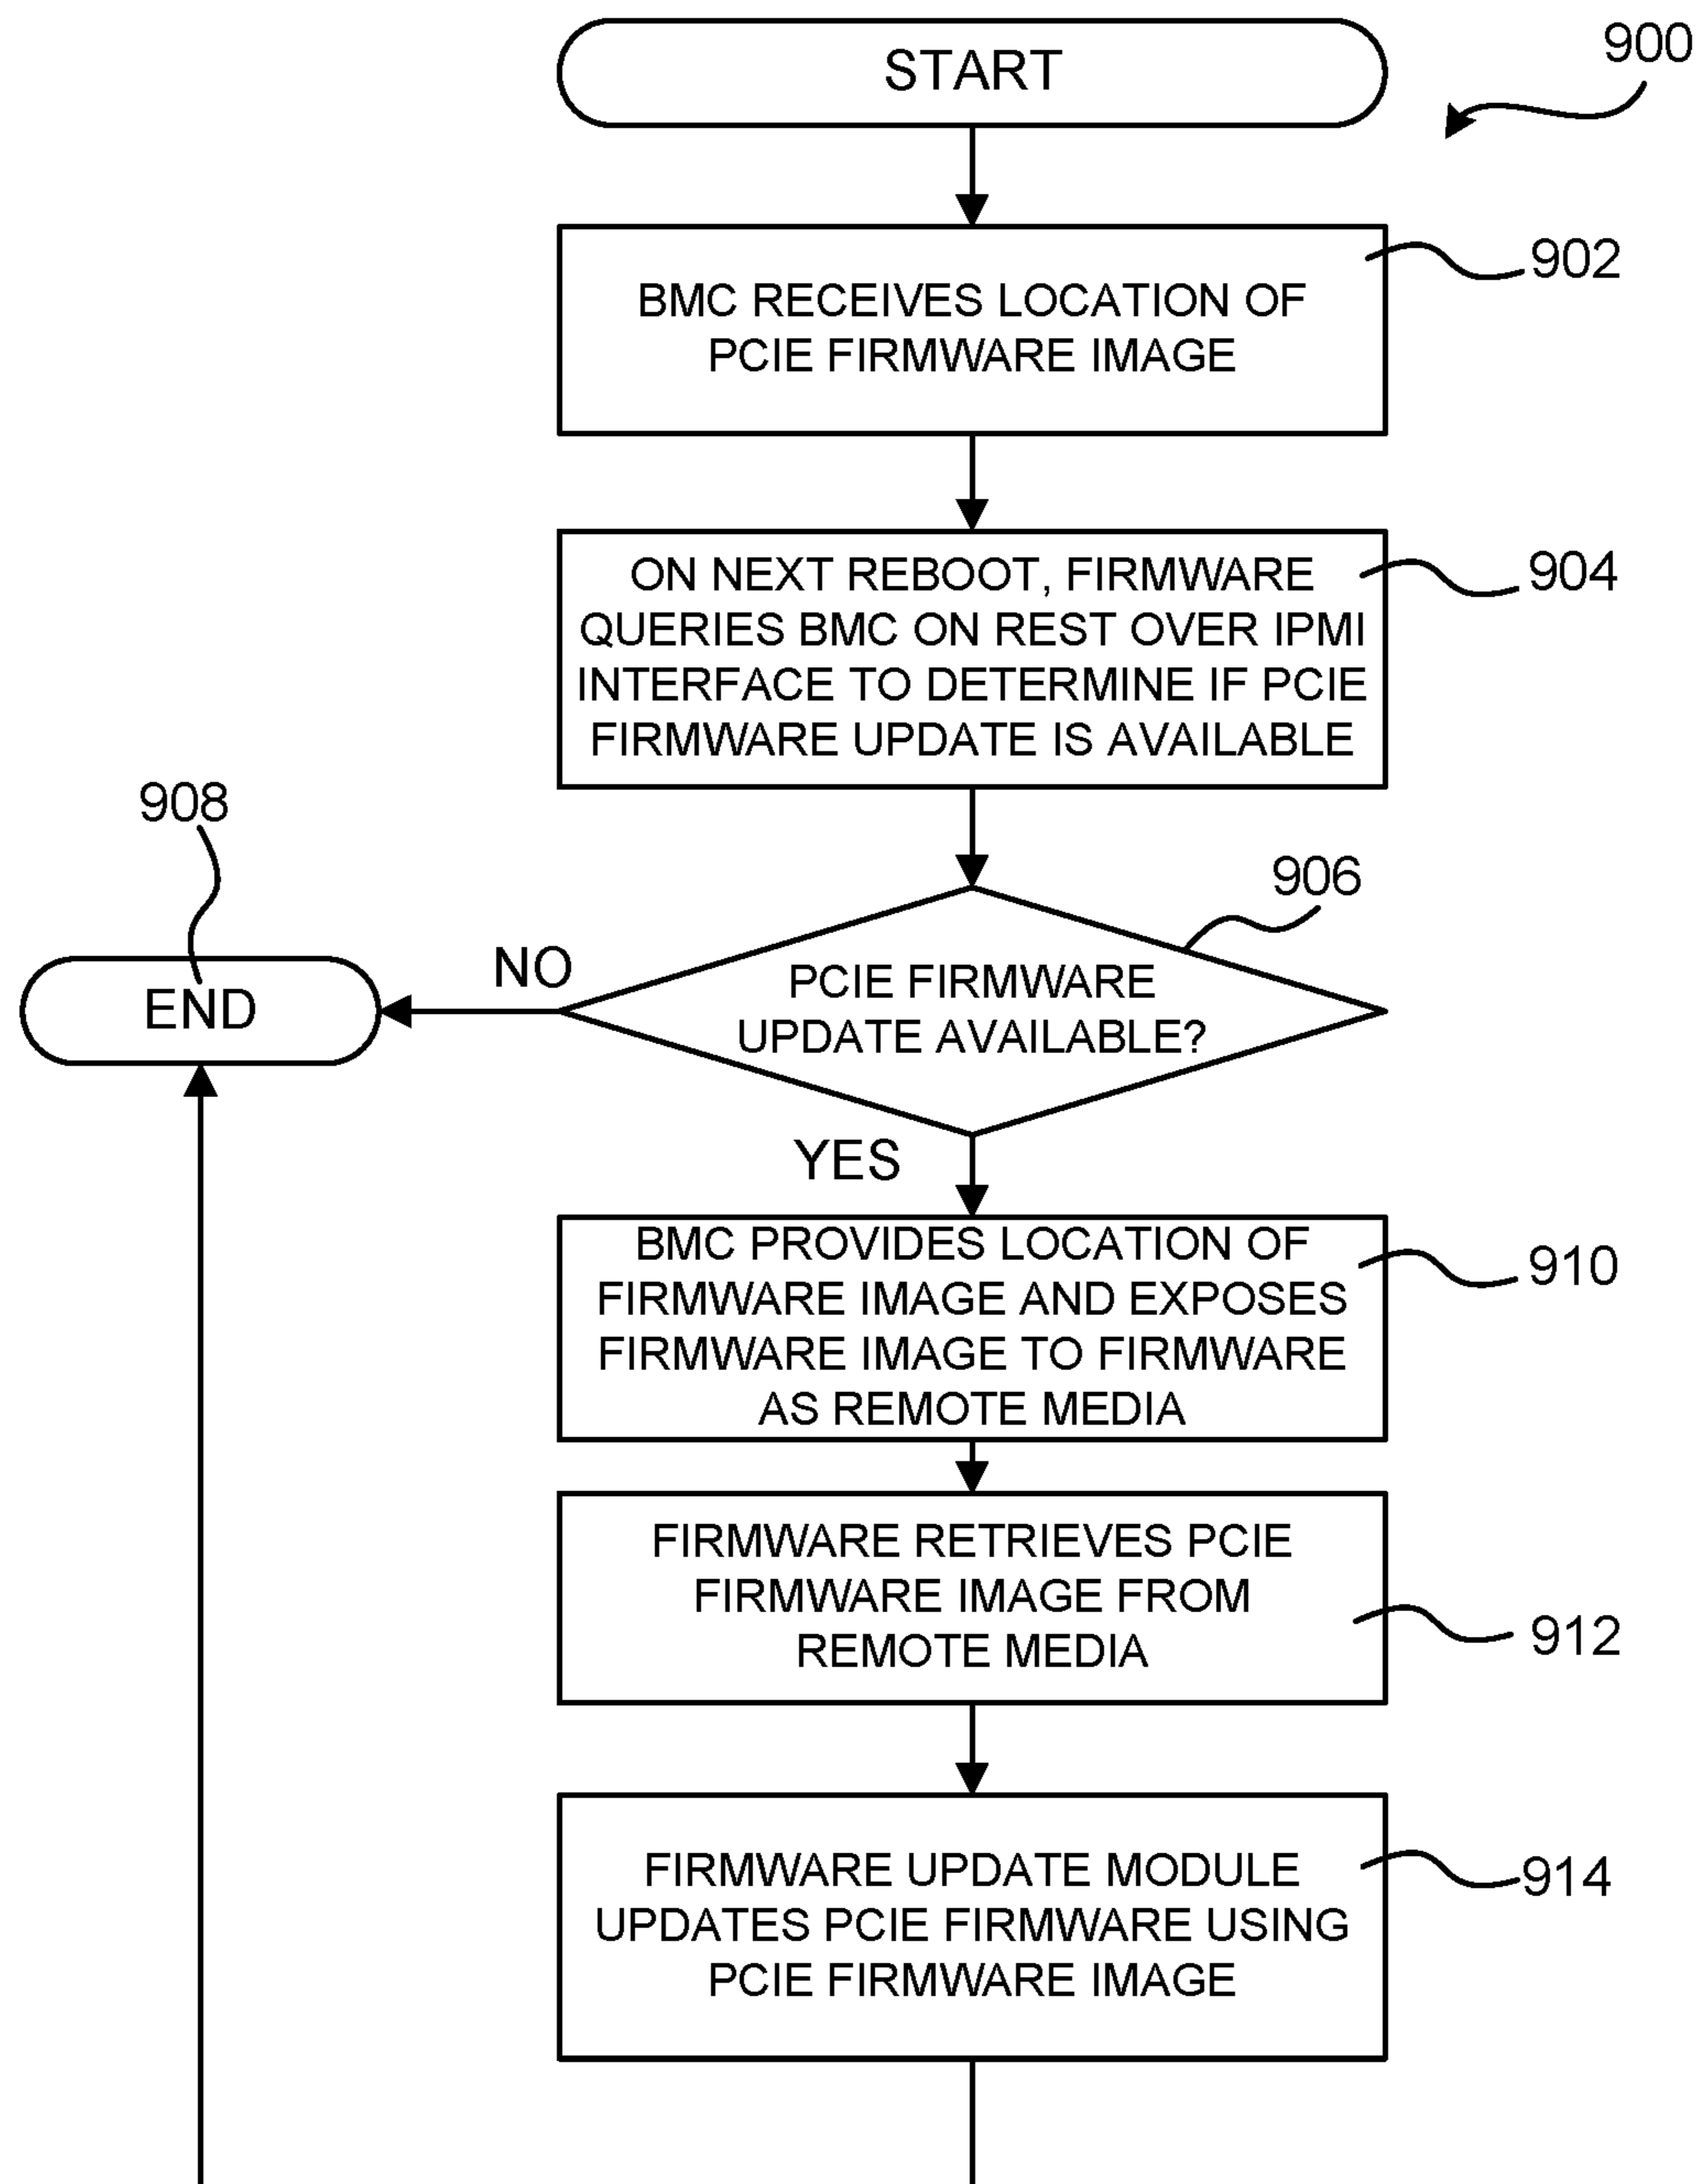 START
900
902
BMC RECEIVES LOCATION OF
PCIE FIRMWARE IMAGE
904
ON NEXT REBOOT, FIRMWARE
QUERIES BMC ON REST OVER IPMI
INTERFACE TO DETERMINE IF PCIE
FIRMWARE UPDATE IS AVAILABLE
908
906
END
NO
PCIE FIRMWARE
UPDATE AVAILABLE?
YES
BMC PROVIDES LOCATION OF
FIRMWARE IMAGE AND EXPOSES
FIRMWARE IMAGE TO FIRMWARE
AS REMOTE MEDIA
910
FIRMWARE RETRIEVES PCIE
FIRMWARE IMAGE FROM
REMOTE MEDIA
912
FIRMWARE UPDATE MODULE
UPDATES PCIE FIRMWARE USING
PCIE FIRMWARE IMAGE
914